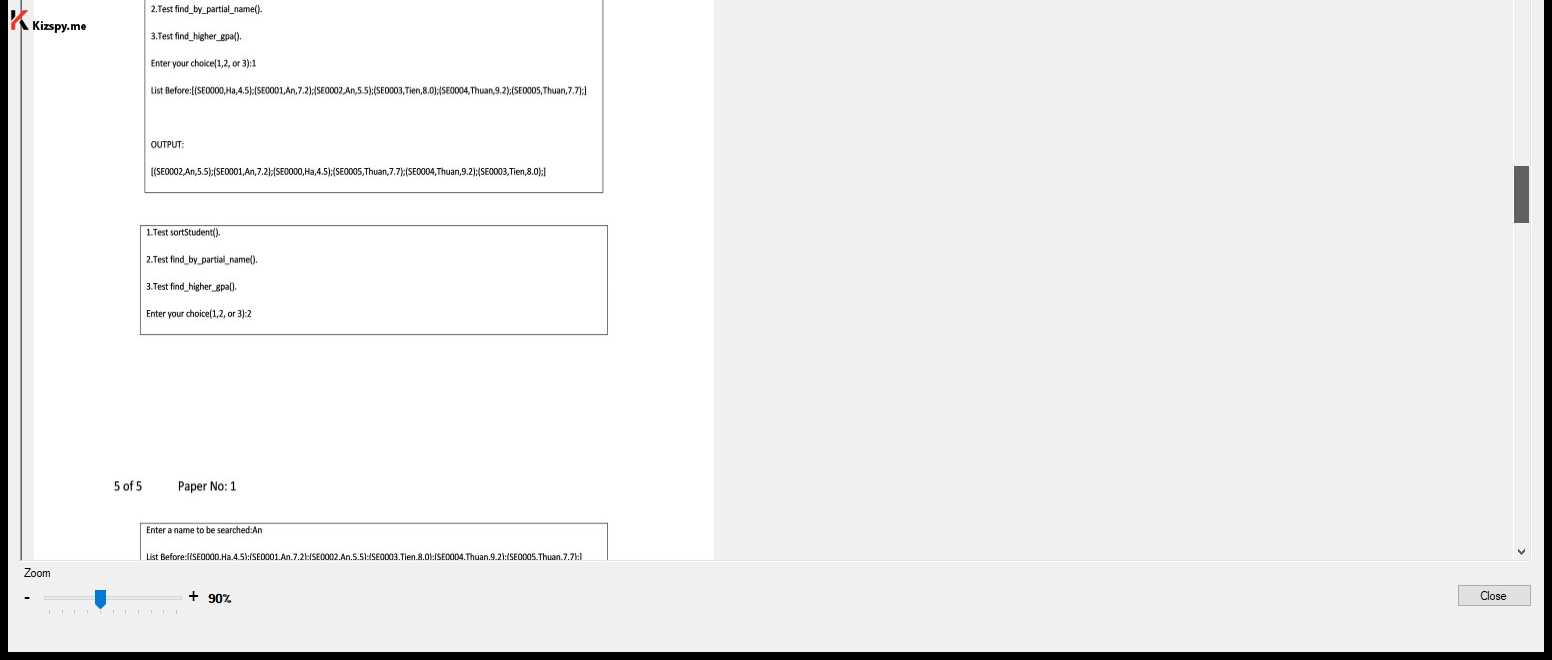 Kizspy.me
2.Test find_by_partial_name().
3.Test find_higher_gpa().
Enter your choice(1,2, or 3):1
List Before:[(SE0000,Ha,4.5);(SE0001,An,7.2);(SE0002,An,5.5);(SE0003,Tien,8.0);(SE0004,Thuan,9.2);(SE0005,Thuan,7.7);]
OUTPUT:
[(SE0002,An,5.5);(SE0001,An,7.2);(SE0000,Ha,4.5);(SE0005,Thuan,7.7);(SE0004,Thuan,9.2);(SE0003,Tien,8.0);]
1.Test sortStudent().
2.Test find_by_partial_name().
3.Test find_higher_gpa().
Enter your choice(1,2, or 3):2
5 of 5 Paper No: 1
Enter a name to be searched:An
List Before:[(SE0000,Ha,4.5);(SE0001,An,7.2);(SE0002,An,5.5);(SE0003,Tien,8.0);(SE0004,Thuan,9.2);(SE0005,Thuan,7.7);]
Zoom
- + 90%
Close